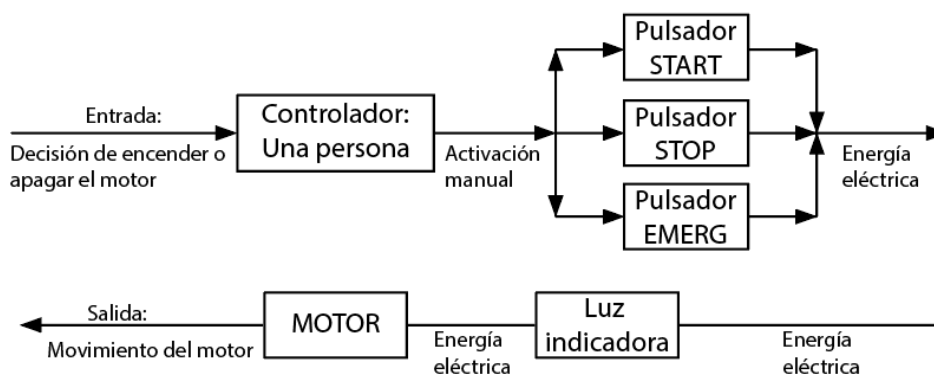 Entrada:
Decisión de encender o
apagar el motor
Controlador:
Una persona
Activación
manual
Pulsador
START
Pulsador
STOP
Pulsador
EMERG
Energía
eléctrica
Salida:
Movimiento del motor
MOTOR
Energía
eléctrica
Luz
indicadora
Energía
eléctrica